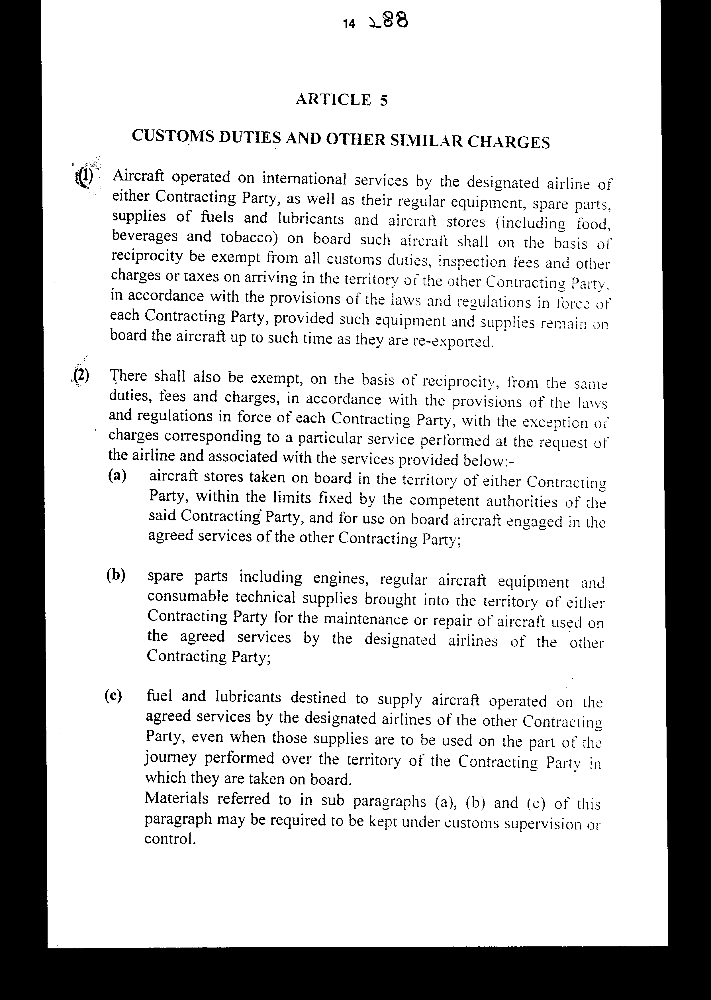 14 288
ARTICLE 5
CUSTOMS DUTIES AND OTHER SIMILAR CHARGES
(1) Aircraft operated on international services by the designated airline of
either Contracting Party, as well as their regular equipment, spare parts,
supplies of fuels and lubricants and aircraft stores (including food,
beverages and tobacco) on board such aircraft shall on the basis of
reciprocity be exempt from all customs duties, inspection fees and other
charges or taxes on arriving in the territory of the other Contracting Party,
in accordance with the provisions of the laws and regulations in force of
each Contracting Party, provided such equipment and supplies remain on
board the aircraft up to such time as they are re-exported.
(2) There shall also be exempt, on the basis of reciprocity, from the same
duties, fees and charges, in accordance with the provisions of the laws
and regulations in force of each Contracting Party, with the exception of
charges corresponding to a particular service performed at the request of
the airline and associated with the services provided below:-
(a) aircraft stores taken on board in the territory of either Contracting
Party, within the limits fixed by the competent authorities of the
said Contracting Party, and for use on board aircraft engaged in the
agreed services of the other Contracting Party;
(b) spare parts including engines, regular aircraft equipment and
consumable technical supplies brought into the territory of either
Contracting Party for the maintenance or repair of aircraft used on
the agreed services by the designated airlines of the other
Contracting Party;
(c) fuel and lubricants destined to supply aircraft operated on the
agreed services by the designated airlines of the other Contracting
Party, even when those supplies are to be used on the part of the
journey performed over the territory of the Contracting Party in
which they are taken on board.
Materials referred to in sub paragraphs (a), (b) and (c) of this
paragraph may be required to be kept under customs supervision or
control.